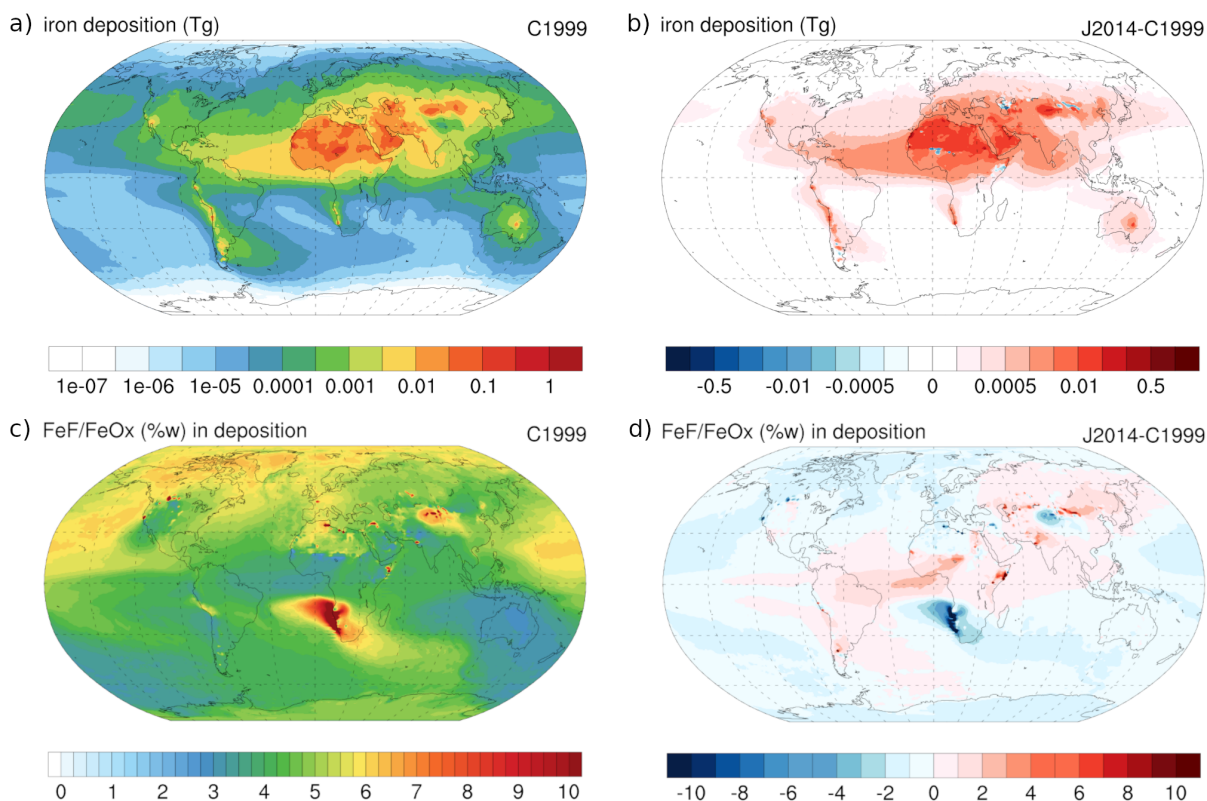 a) iron deposition (Tg) C1999
1e-07 1e-06 1e-05 0.0001 0.001 0.01 0.1 1
b) iron deposition (Tg) J2014-C1999
-0.5 -0.01 -0.0005 0 0.0005 0.01 0.5
c) FeF/FeOx (%w) in deposition C1999
0 1 2 3 4 5 6 7 8 9 10
d) FeF/FeOx (%w) in deposition J2014-C1999
-10 -8 -6 -4 -2 0 2 4 6 8 10